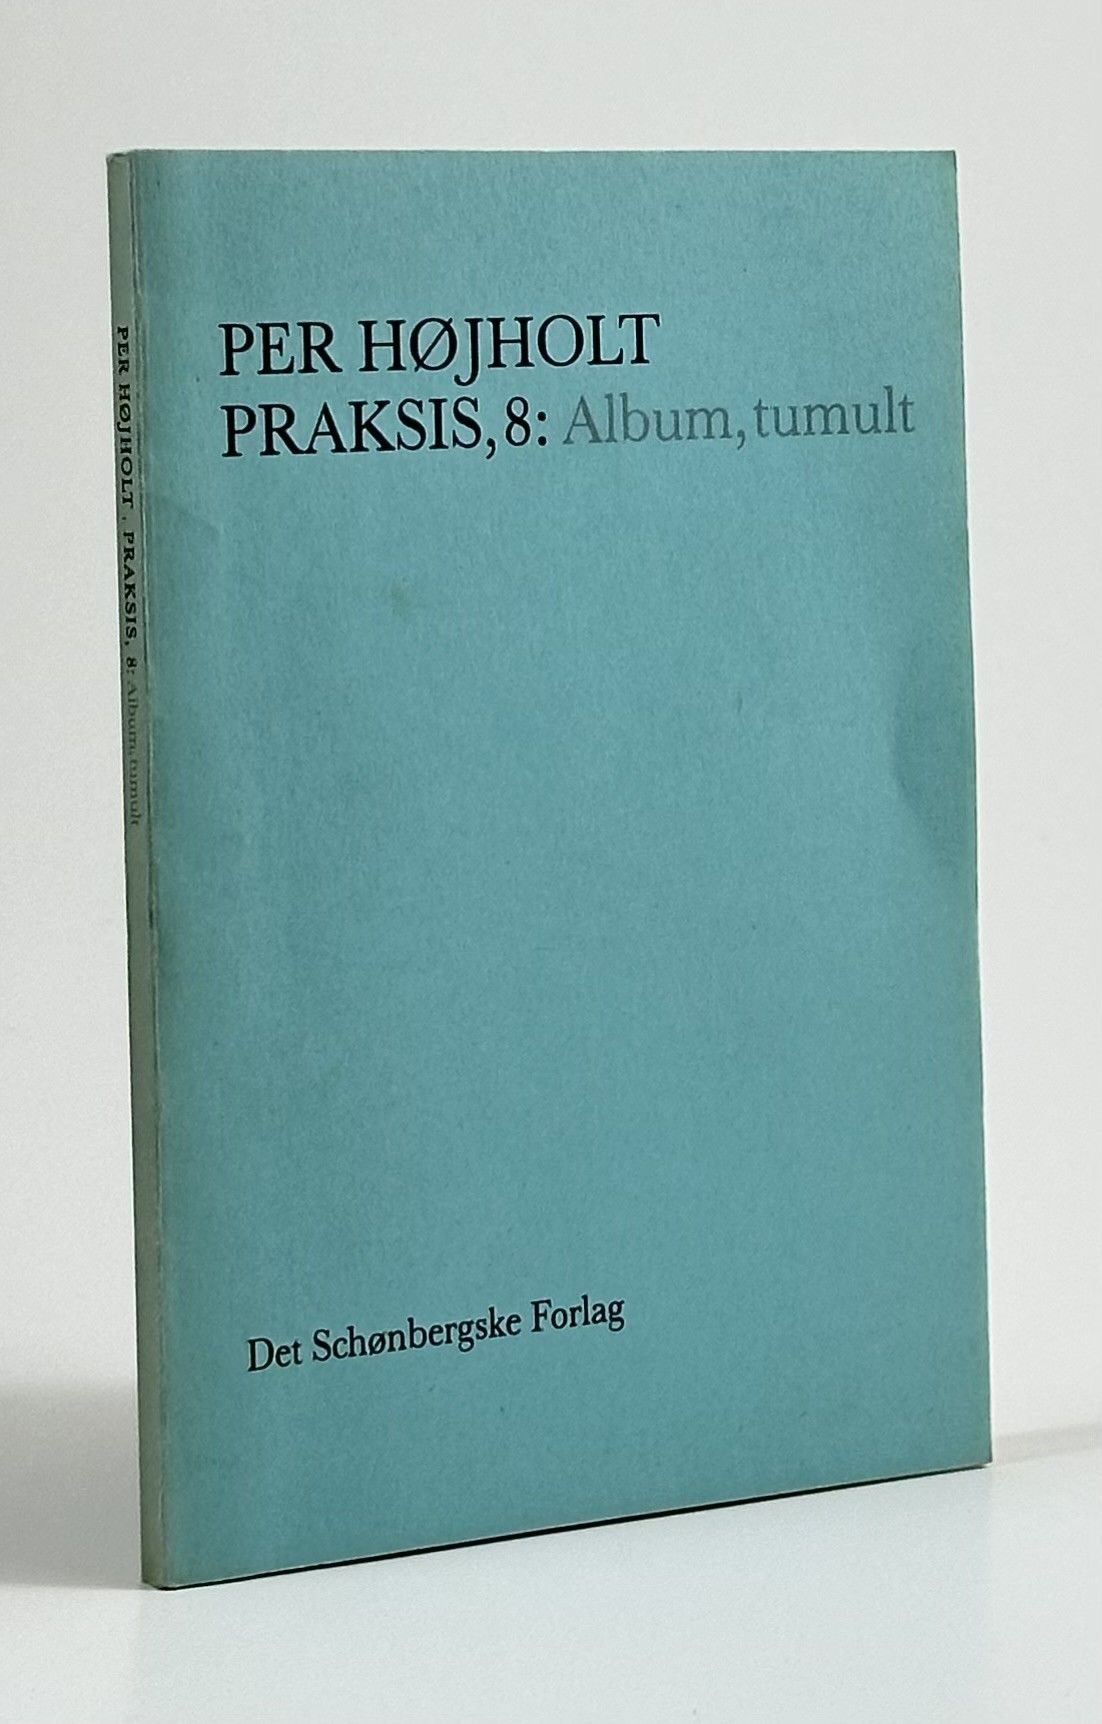 PER HØJHOLT
PRAKSIS, 8: Album, tumult
Det Schønbergske Forlag
PER HØJHOLT . PRAKSIS, 8: Album, tumult